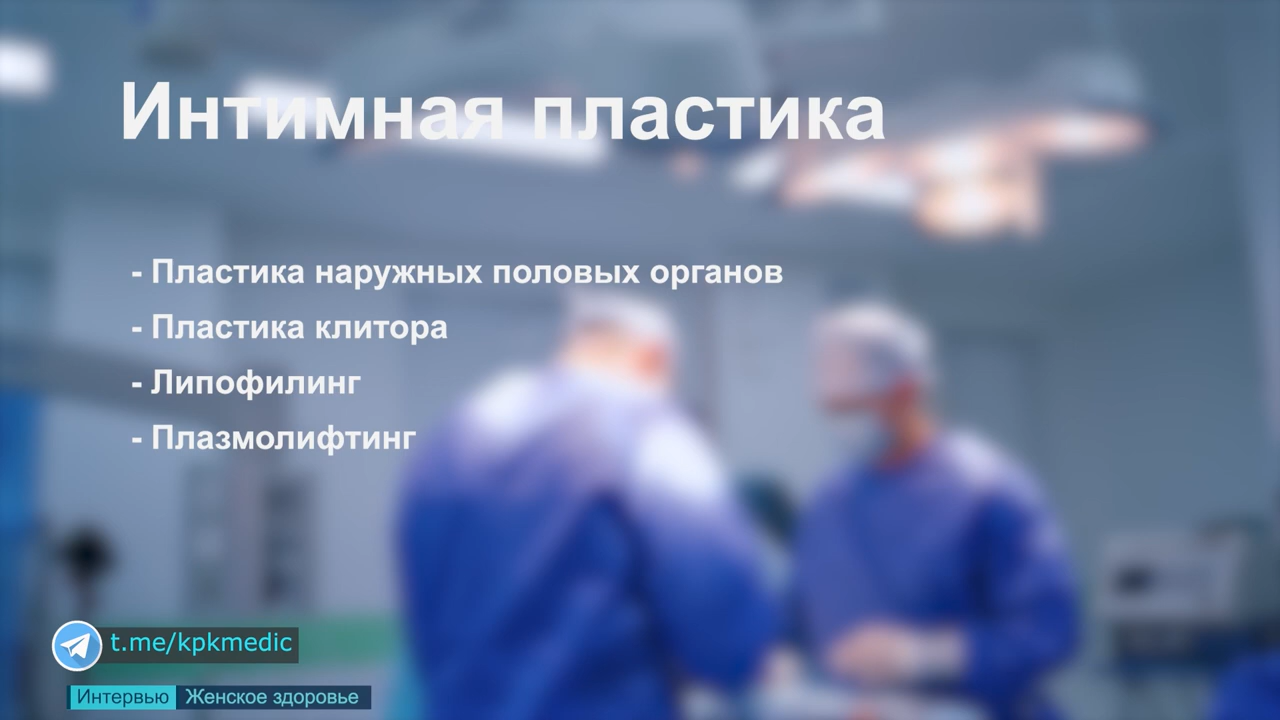 Интимная пластика
- Пластика наружных половых органов
- Пластика клитора
- Липофилинг
- Плазмолифтинг
t.me/kpkmedic
Интервью Женское здоровье